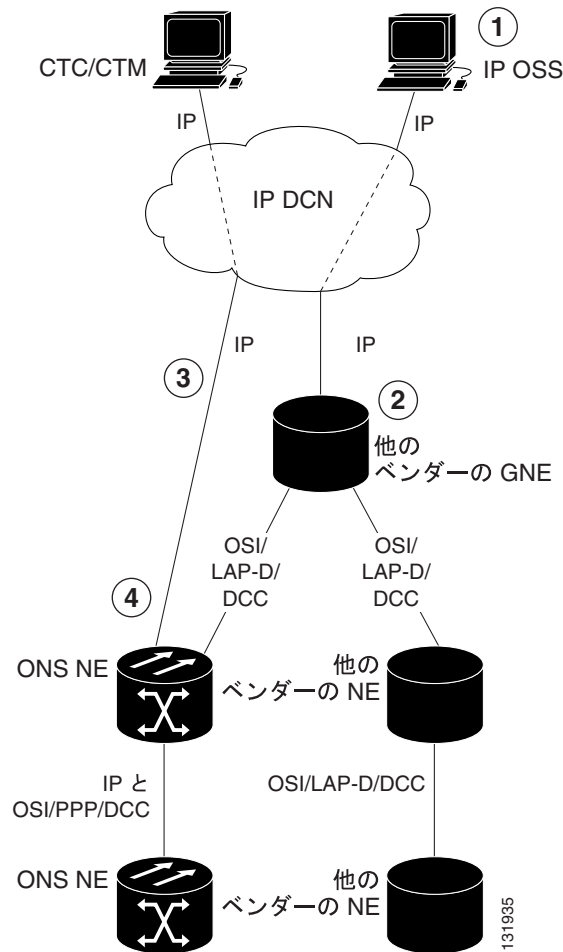 1
CTC/CTM
IP OSS
IP
IP
IP DCN
IP
IP
3
2
他の
ベンダーの GNE
OSI/
LAP-D/
DCC
OSI/
LAP-D/
DCC
4
ONS NE
他の
ベンダーの NE
IP と
OSI/PPP/DCC
OSI/LAP-D/DCC
ONS NE
他の
ベンダーの NE
131935